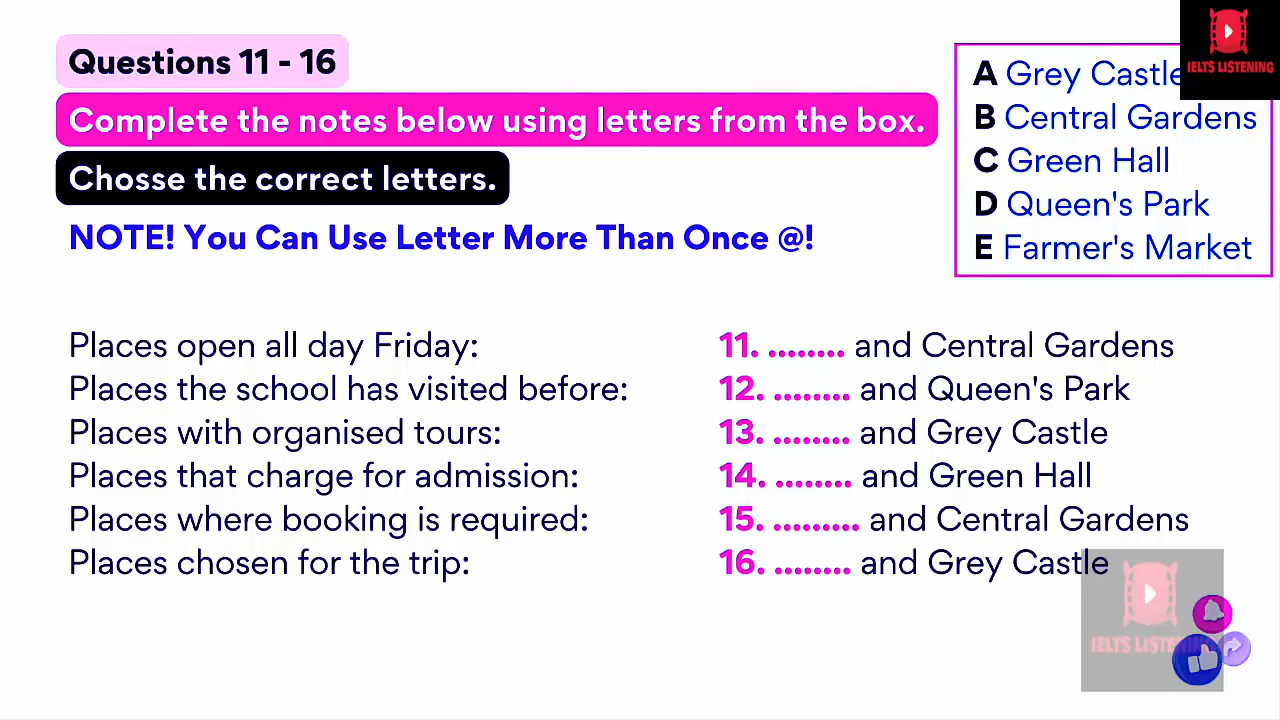 Questions 11 - 16
Complete the notes below using letters from the box.
Chosse the correct letters.
NOTE! You Can Use Letter More Than Once @!
A Grey Castle
B Central Gardens
C Green Hall
D Queen's Park
E Farmer's Market
IELTS LISTENING
Places open all day Friday: 11. ........ and Central Gardens
Places the school has visited before: 12. ........ and Queen's Park
Places with organised tours: 13. ........ and Grey Castle
Places that charge for admission: 14. ........ and Green Hall
Places where booking is required: 15. ......... and Central Gardens
Places chosen for the trip: 16. ........ and Grey Castle
IELTS LISTENING